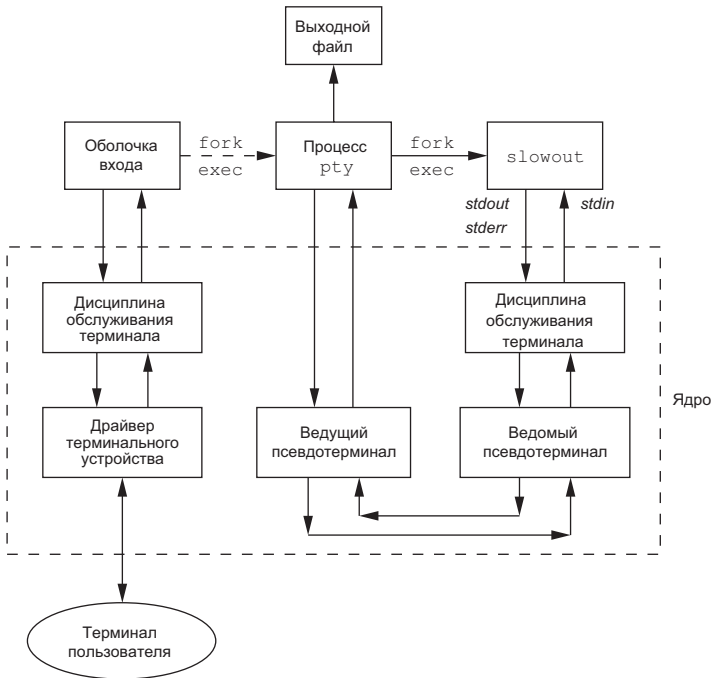 Выходной
файл
Оболочка
входа
fork
exec
Процесс
pty
fork
exec
slowout
stdout
stderr
stdin
Дисциплина
обслуживания
терминала
Дисциплина
обслуживания
терминала
Ядро
Драйвер
терминального
устройства
Ведущий
псевдотерминал
Ведомый
псевдотерминал
Терминал
пользователя